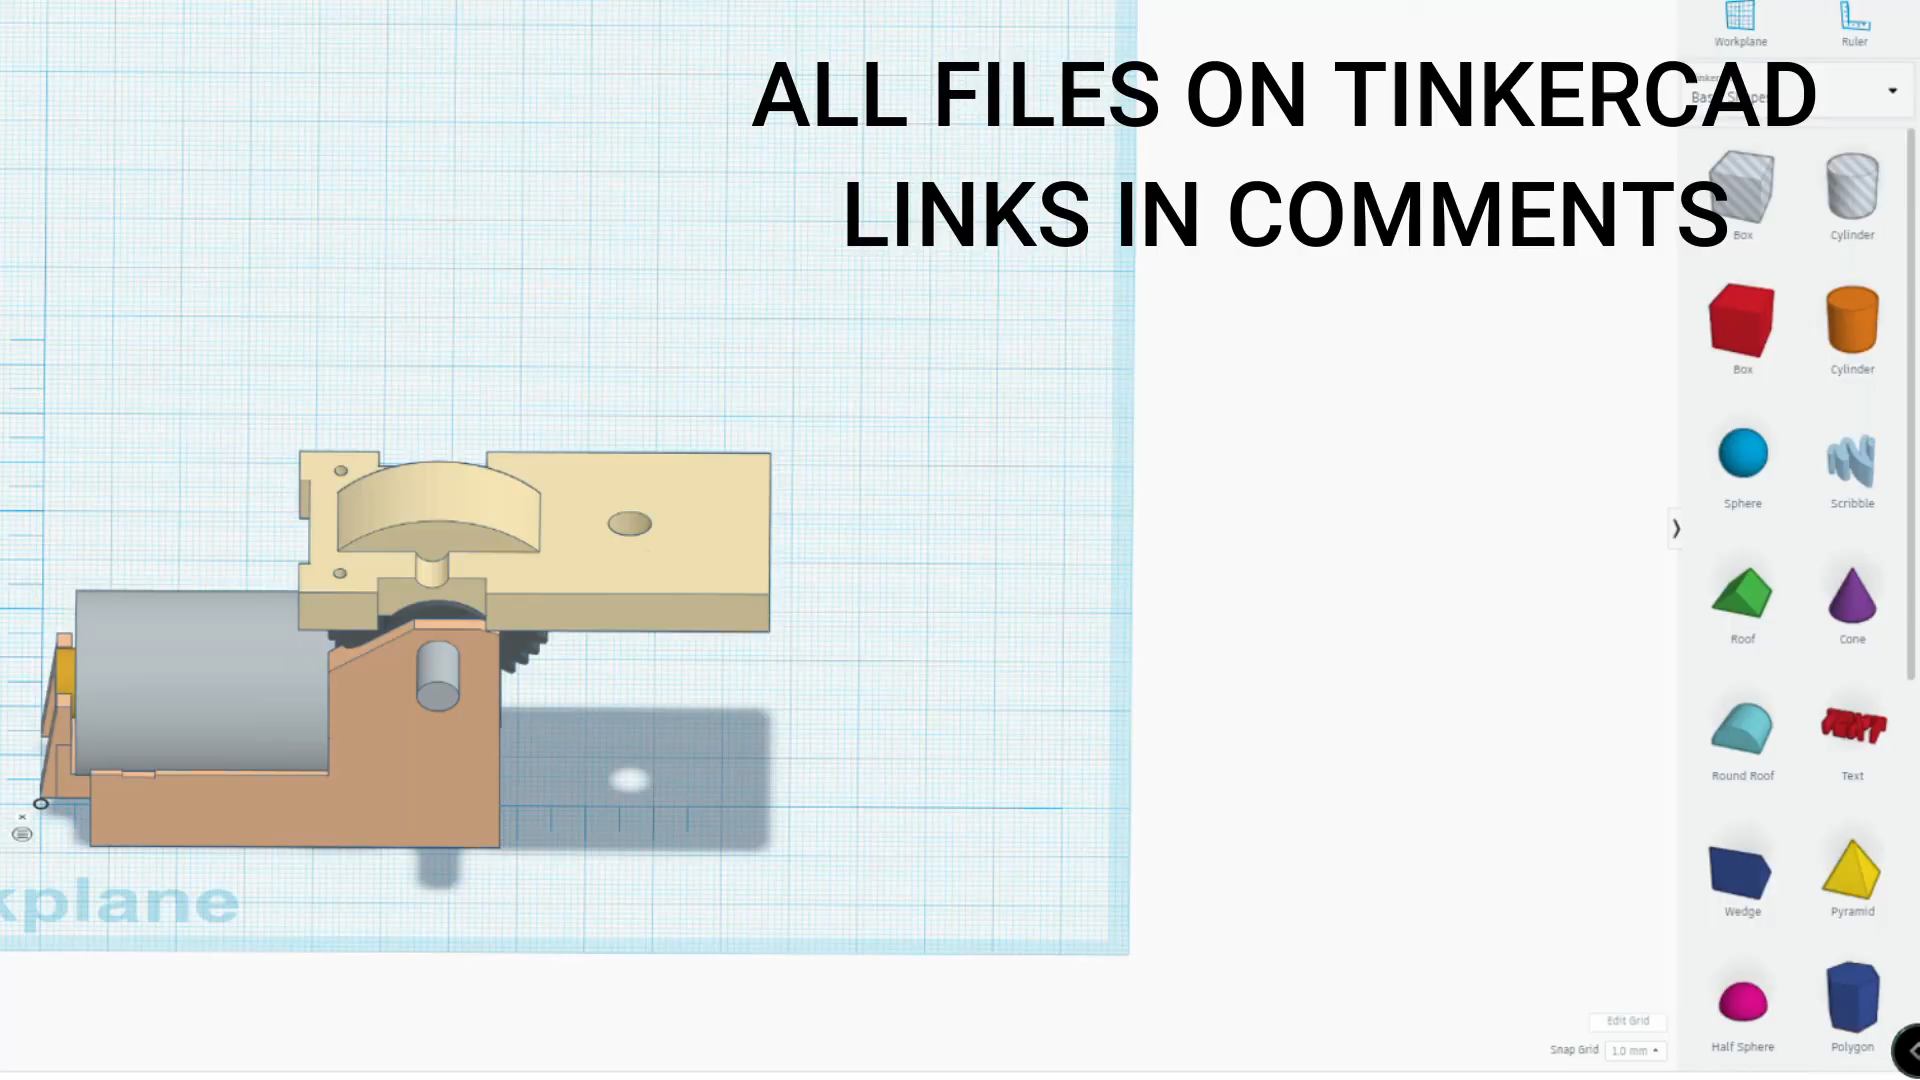 Workplane
Ruler
ALL FILES ON TINKERCAD
LINKS IN COMMENTS
Box
Cylinder
Box
Cylinder
Sphere
Scribble
Roof
Cone
TEXT
Round Roof
Text
Wedge
Pyramid
kplane
Half Sphere
Polygon
Edit Grid
Snap Grid 1.0 mm